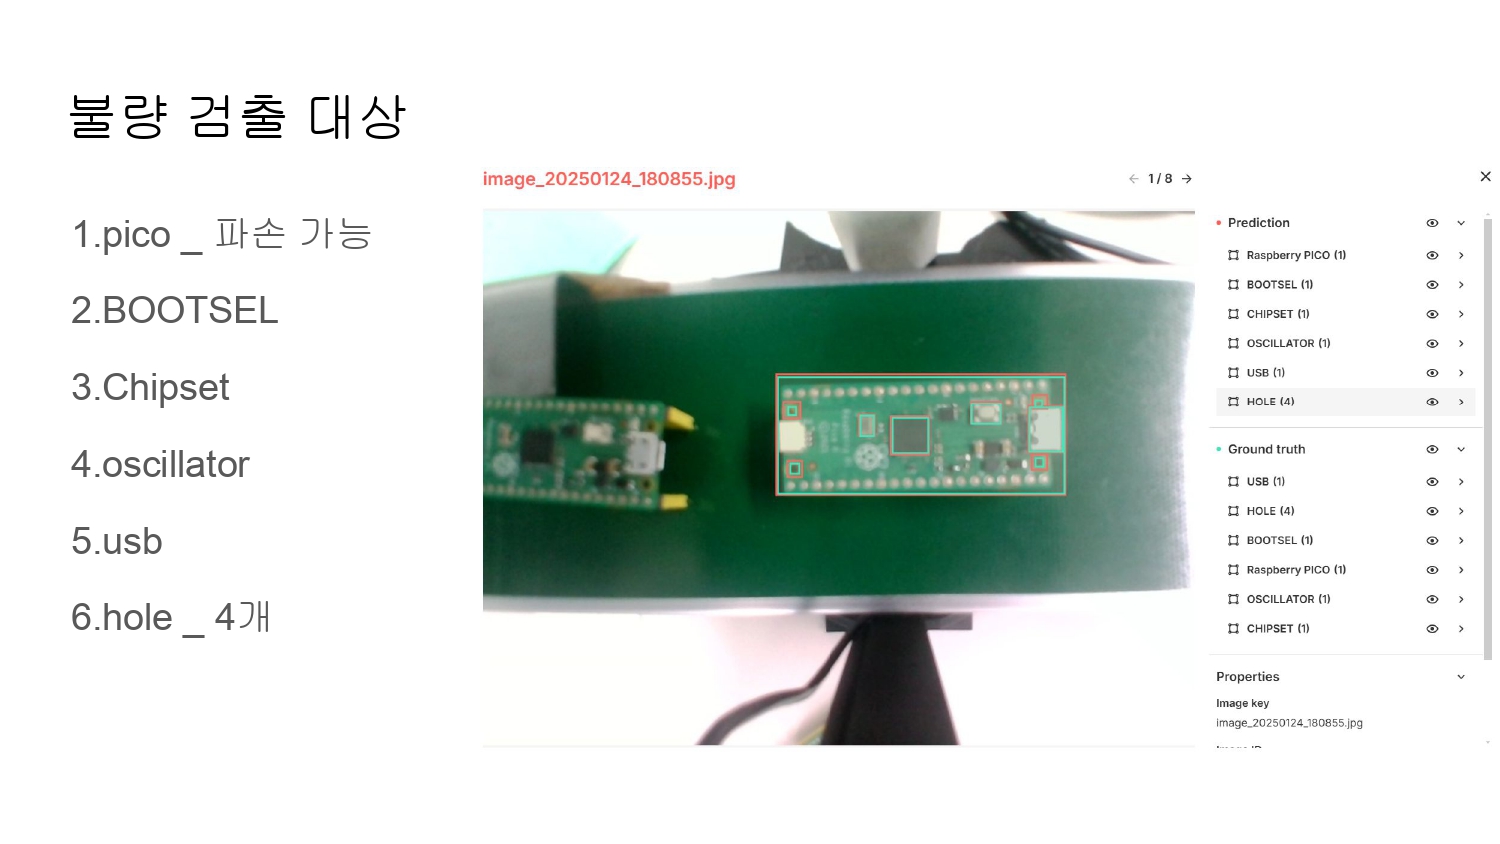 불량 검출 대상
1.pico _ 파손 가능
2.BOOTSEL
3.Chipset
4.oscillator
5.usb
6.hole _ 4개
image_20250124_180855.jpg
1 / 8
Prediction
Raspberry PICO (1)
BOOTSEL (1)
CHIPSET (1)
OSCILLATOR (1)
USB (1)
HOLE (4)
Ground truth
USB (1)
HOLE (4)
BOOTSEL (1)
Raspberry PICO (1)
OSCILLATOR (1)
CHIPSET (1)
Properties
Image key
image_20250124_180855.jpg